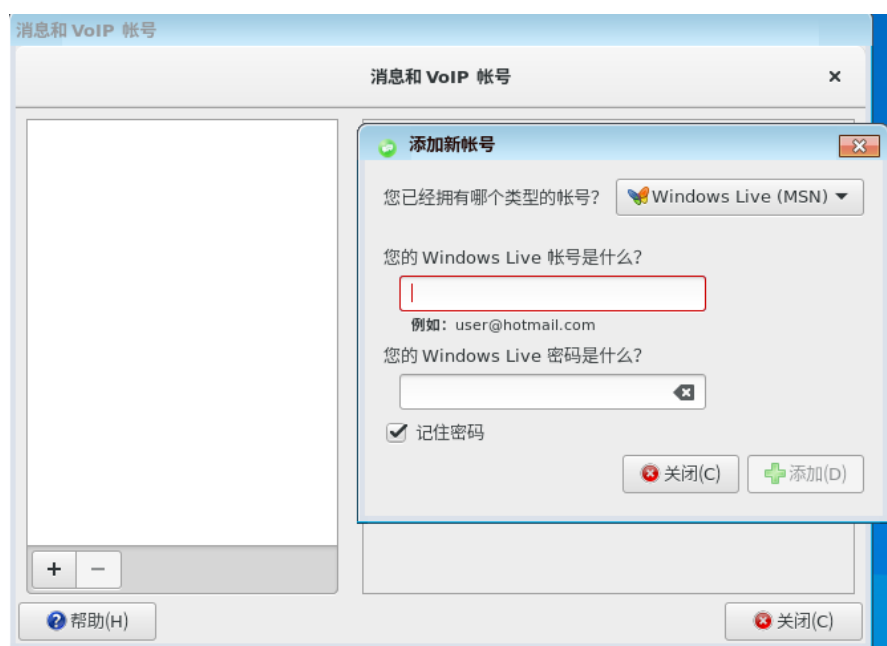 消息和 VoIP 帐号
消息和 VoIP 帐号
添加新帐号
您已经拥有哪个类型的帐号? Windows Live (MSN)
您的 Windows Live 帐号是什么?
例如: user@hotmail.com
您的 Windows Live 密码是什么?
记住密码
关闭(C) 添加(D)
帮助(H) 关闭(C)